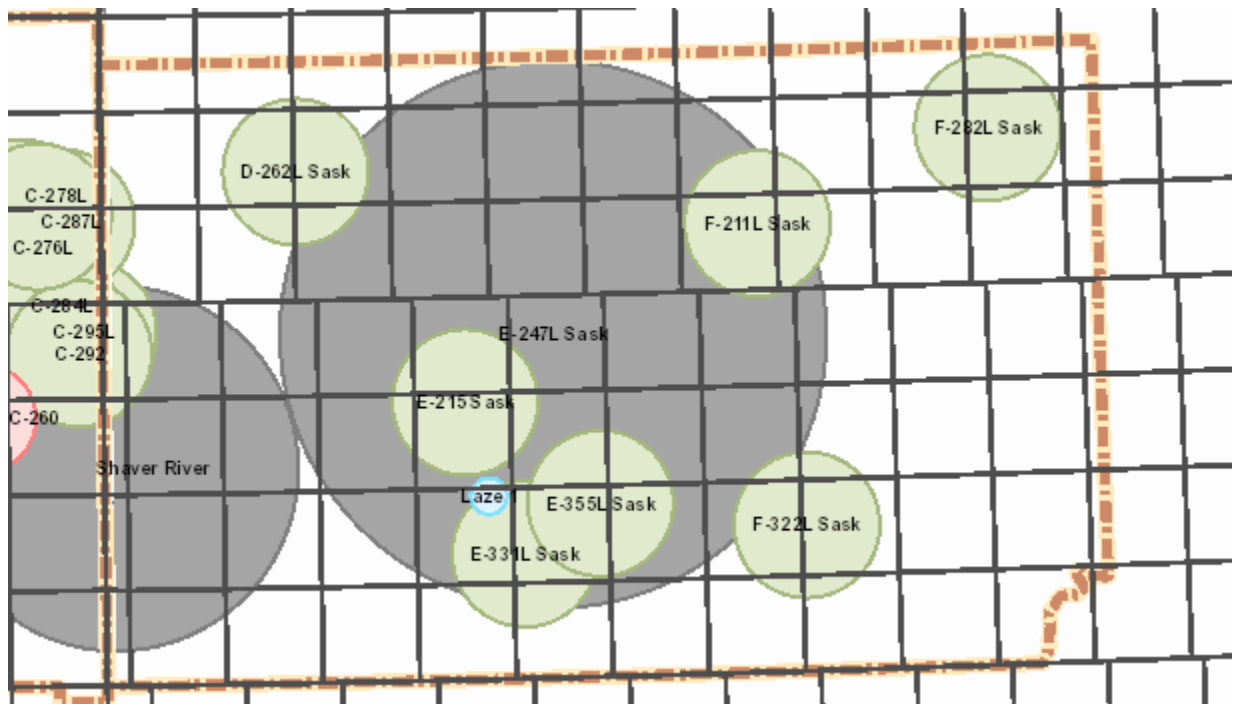 F-282L Sask
D-262L Sask
C-278L
C-287L
F-211L Sask
C-276L
C-284L
C-295L
E-247L Sask
C-292
E-215 Sask
C-260
Shaver River
Laze 1
E-355L Sask
F-322L Sask
E-331L Sask